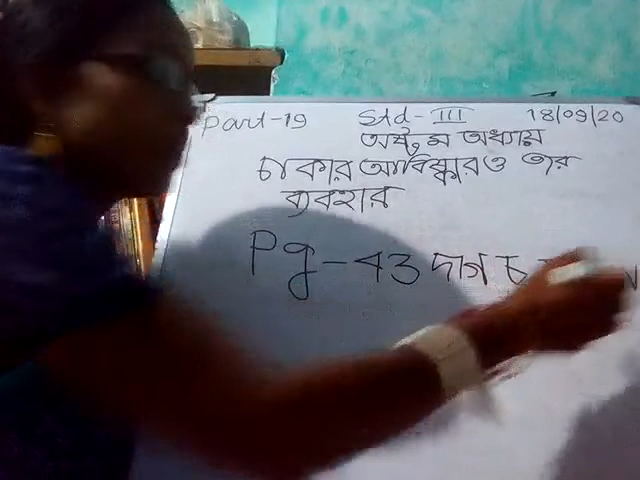 Part-19 Std-III 18/09/20
অষ্টম অধ্যায়
চাকার আবিষ্কার ও তার
ব্যবহার
Pg-43 দাগ